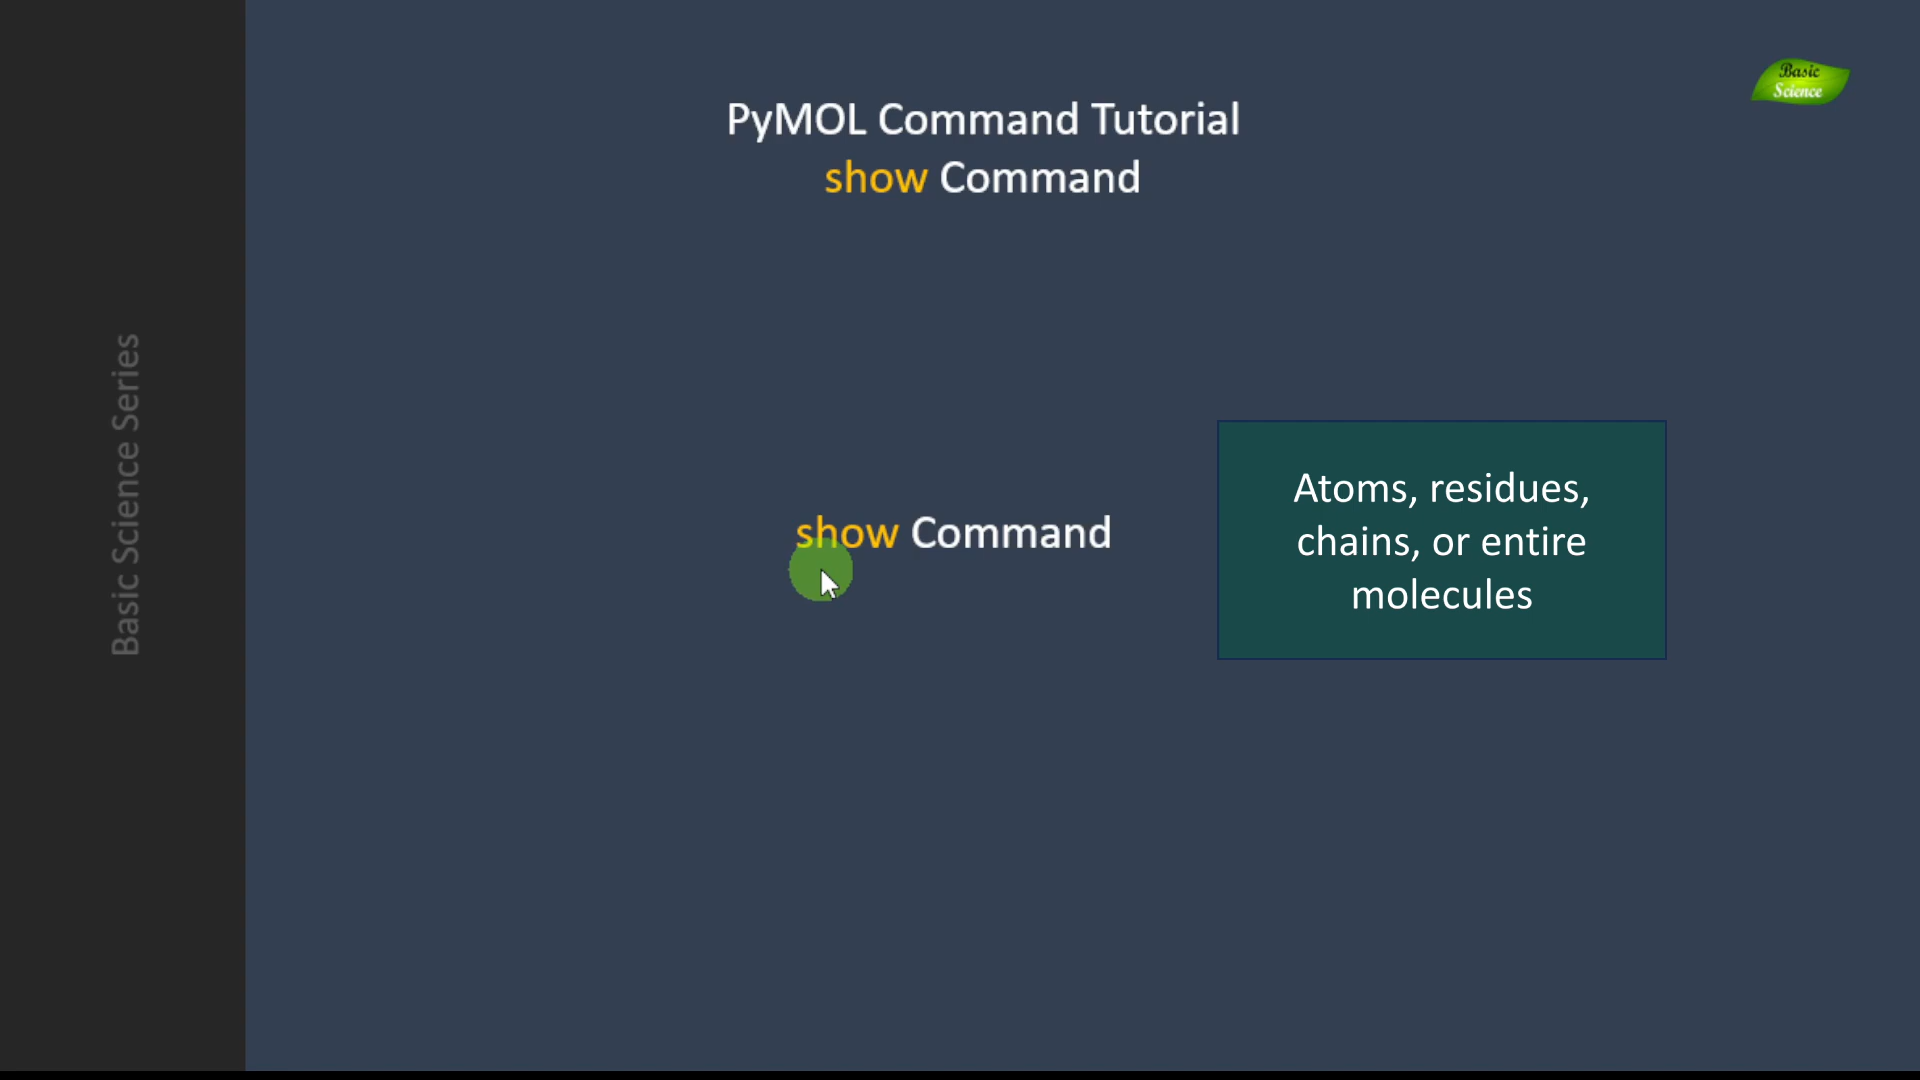 Basic
Science
PyMOL Command Tutorial
show Command
Basic Science Series
show Command
Atoms, residues,
chains, or entire
molecules